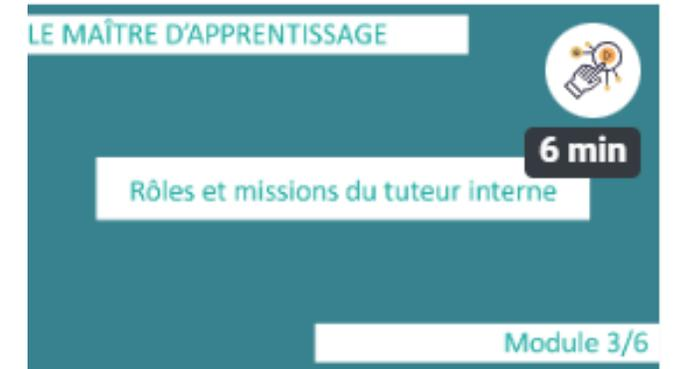 LE MAÎTRE D'APPRENTISSAGE
6 min
Rôles et missions du tuteur interne
Module 3/6